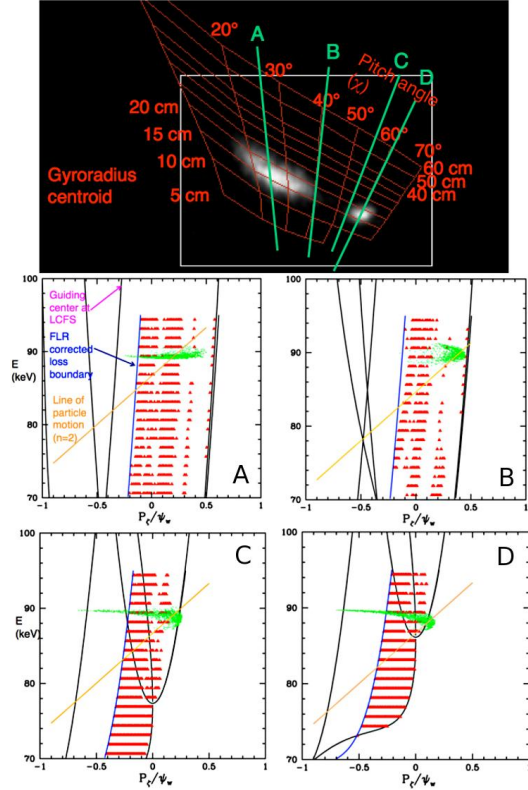 20°
A
B
C
D
Pitch angle
(χ)
30°
40°
50°
60°
70°
20 cm
15 cm
10 cm
5 cm
60 cm
50 cm
40 cm
Gyroradius
centroid
100
90
80
70
E
(keV)
Guiding
center at
LCFS
FLR
corrected
loss
boundary
Line of
particle
motion
(n=2)
A
-1
-0.5
0
0.5
1
Pζ/ψw
100
90
80
70
B
-1
-0.5
0
0.5
1
Pζ/ψw
100
90
80
70
E
(keV)
C
-1
-0.5
0
0.5
1
Pζ/ψw
100
90
80
70
D
-1
-0.5
0
0.5
1
Pζ/ψw